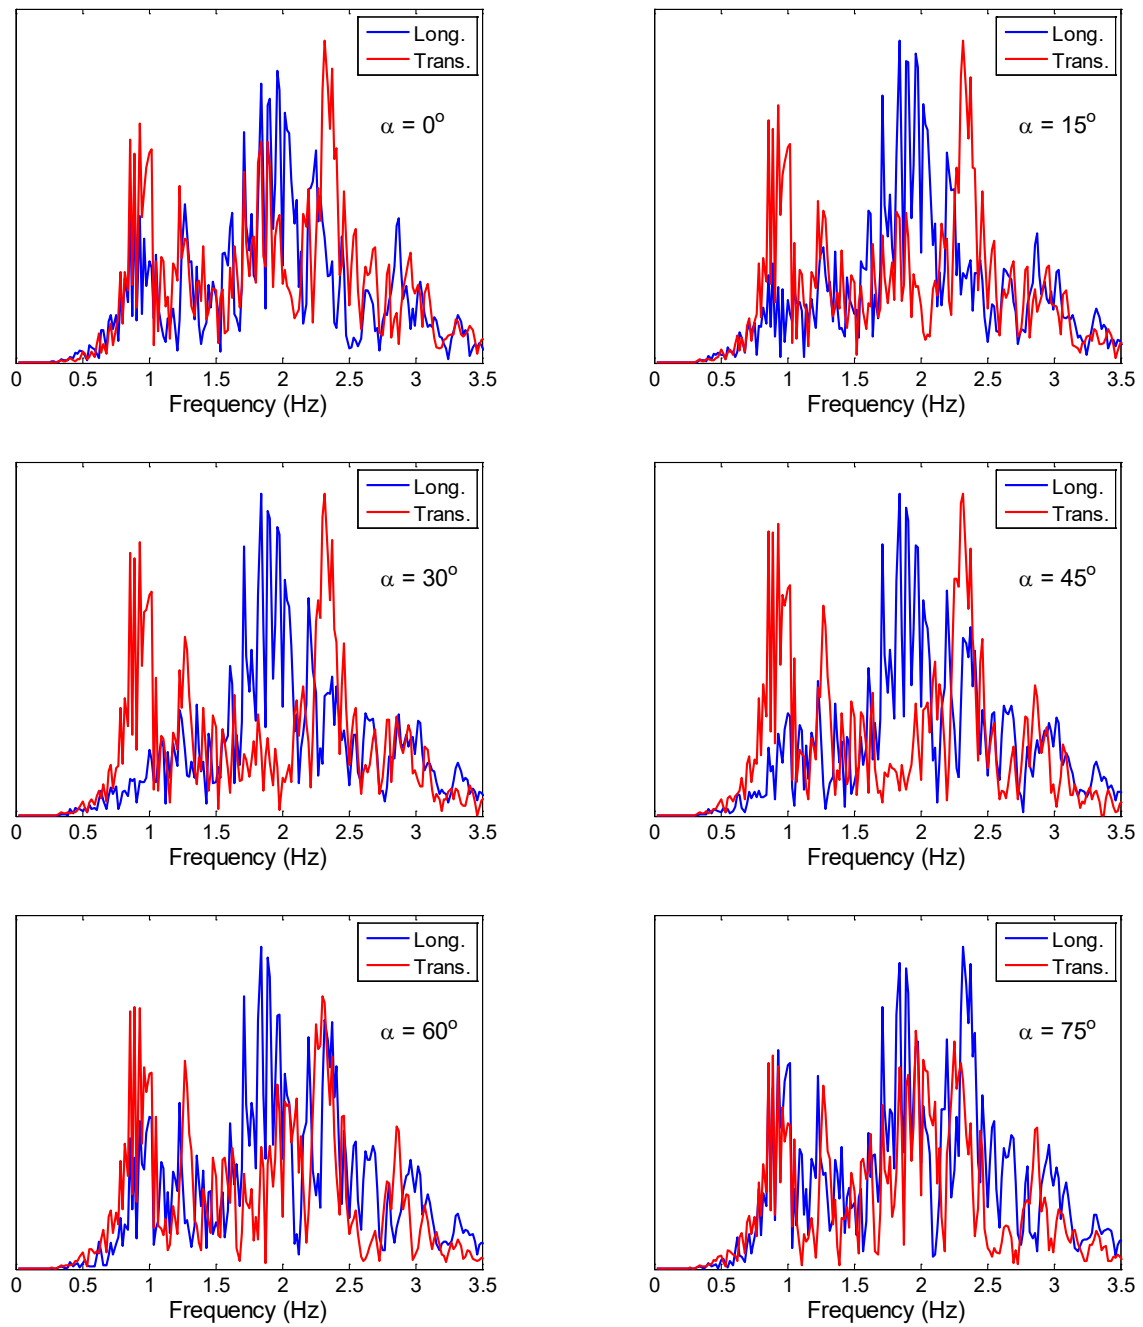 Long.
Trans.
α = 0°
0 0.5 1 1.5 2 2.5 3 3.5
Frequency (Hz)
Long.
Trans.
α = 15°
0 0.5 1 1.5 2 2.5 3 3.5
Frequency (Hz)
Long.
Trans.
α = 30°
0 0.5 1 1.5 2 2.5 3 3.5
Frequency (Hz)
Long.
Trans.
α = 45°
0 0.5 1 1.5 2 2.5 3 3.5
Frequency (Hz)
Long.
Trans.
α = 60°
0 0.5 1 1.5 2 2.5 3 3.5
Frequency (Hz)
Long.
Trans.
α = 75°
0 0.5 1 1.5 2 2.5 3 3.5
Frequency (Hz)